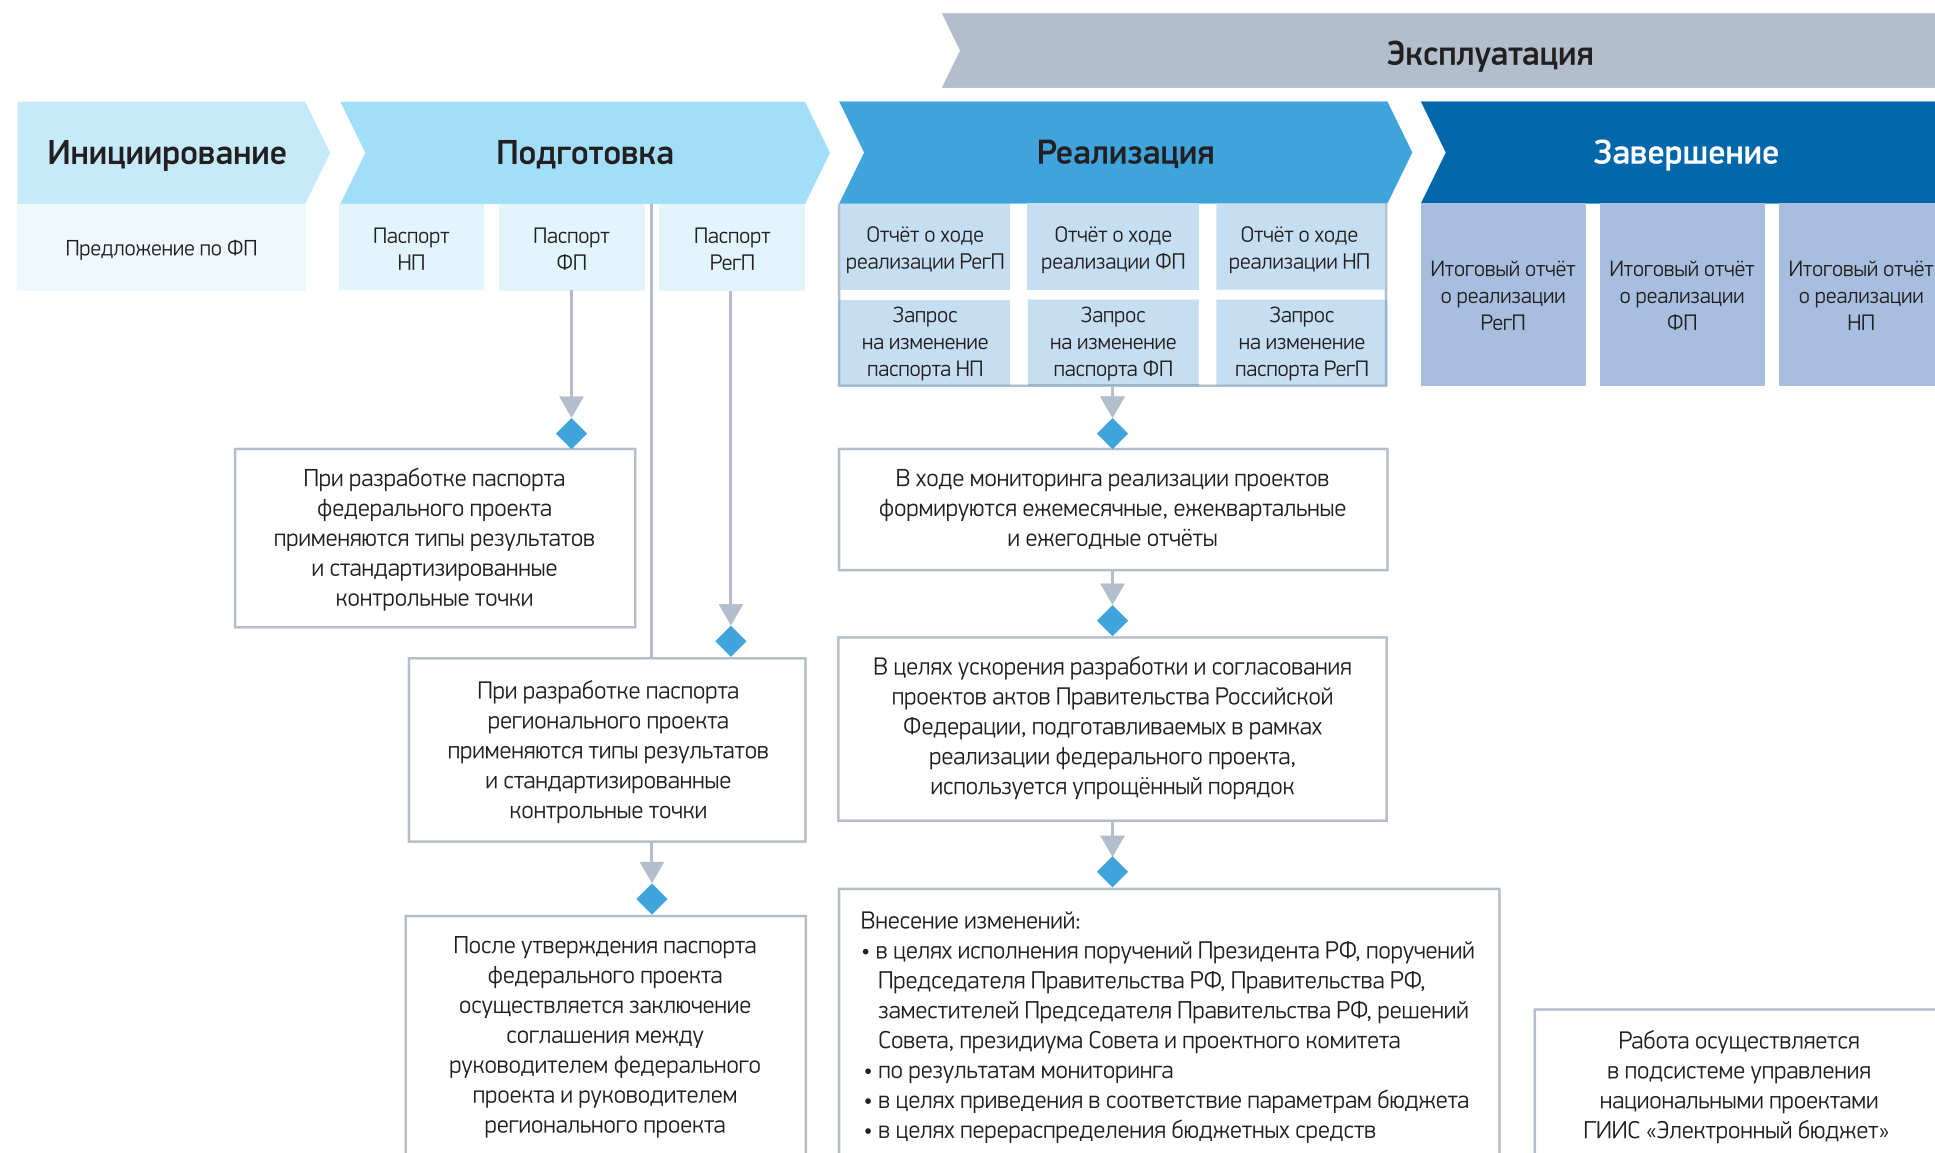 Эксплуатация
Инициирование
Подготовка
Реализация
Завершение
Предложение по ФП
Паспорт
НП
Паспорт
ФП
Паспорт
РегП
Отчёт о ходе
реализации РегП
Отчёт о ходе
реализации ФП
Отчёт о ходе
реализации НП
Запрос
на изменение
паспорта НП
Запрос
на изменение
паспорта ФП
Запрос
на изменение
паспорта РегП
Итоговый отчёт
о реализации
РегП
Итоговый отчёт
о реализации
ФП
Итоговый отчёт
о реализации
НП
При разработке паспорта
федерального проекта
применяются типы результатов
и стандартизированные
контрольные точки
При разработке паспорта
регионального проекта
применяются типы результатов
и стандартизированные
контрольные точки
После утверждения паспорта
федерального проекта
осуществляется заключение
соглашения между
руководителем федерального
проекта и руководителем
регионального проекта
В ходе мониторинга реализации проектов
формируются ежемесячные, ежеквартальные
и ежегодные отчёты
В целях ускорения разработки и согласования
проектов актов Правительства Российской
Федерации, подготавливаемых в рамках
реализации федерального проекта,
используется упрощённый порядок
Внесение изменений:
• в целях исполнения поручений Президента РФ, поручений
Председателя Правительства РФ, Правительства РФ,
заместителей Председателя Правительства РФ, решений
Совета, президиума Совета и проектного комитета
• по результатам мониторинга
• в целях приведения в соответствие параметрам бюджета
• в целях перераспределения бюджетных средств
Работа осуществляется
в подсистеме управления
национальными проектами
ГИИС «Электронный бюджет»